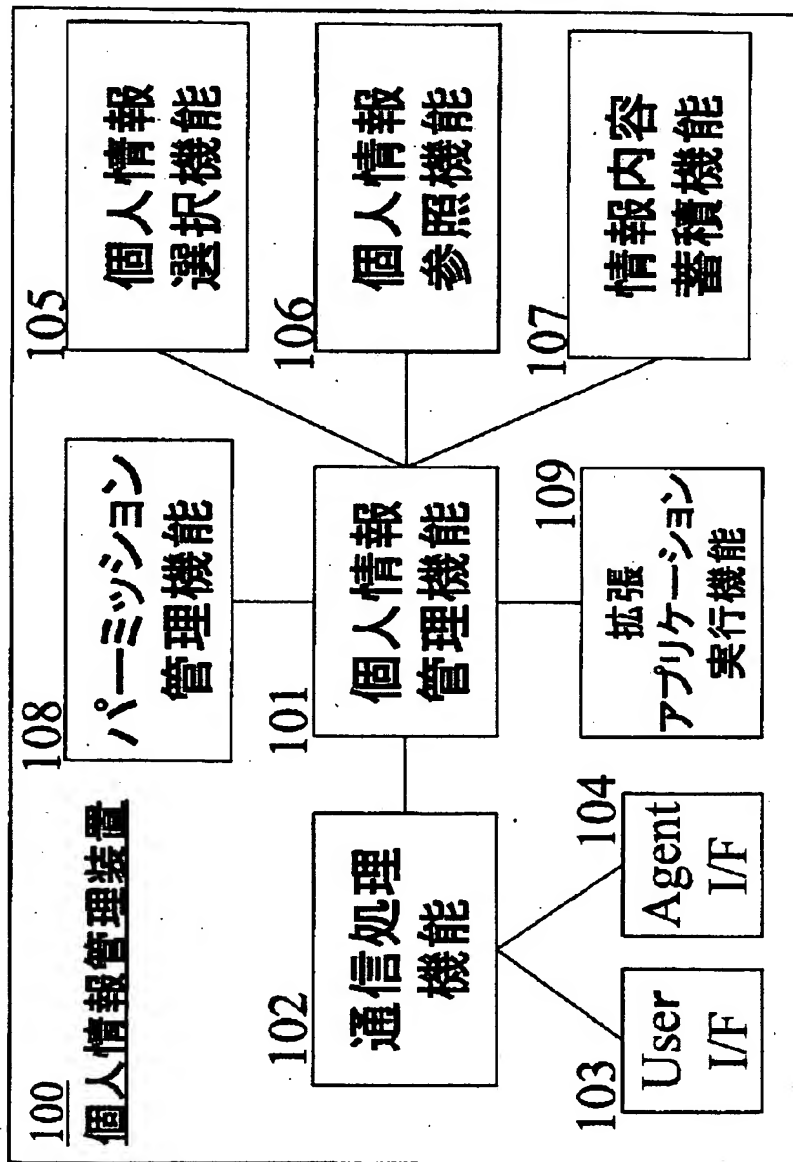 100
個人情報管理装置
108
パーミッション
管理機能
105
個人情報
選択機能
102
通信処理
機能
101
個人情報
管理機能
106
個人情報
参照機能
103
User
I/F
104
Agent
I/F
109
拡張
アプリケーション
実行機能
107
情報内容
蓄積機能